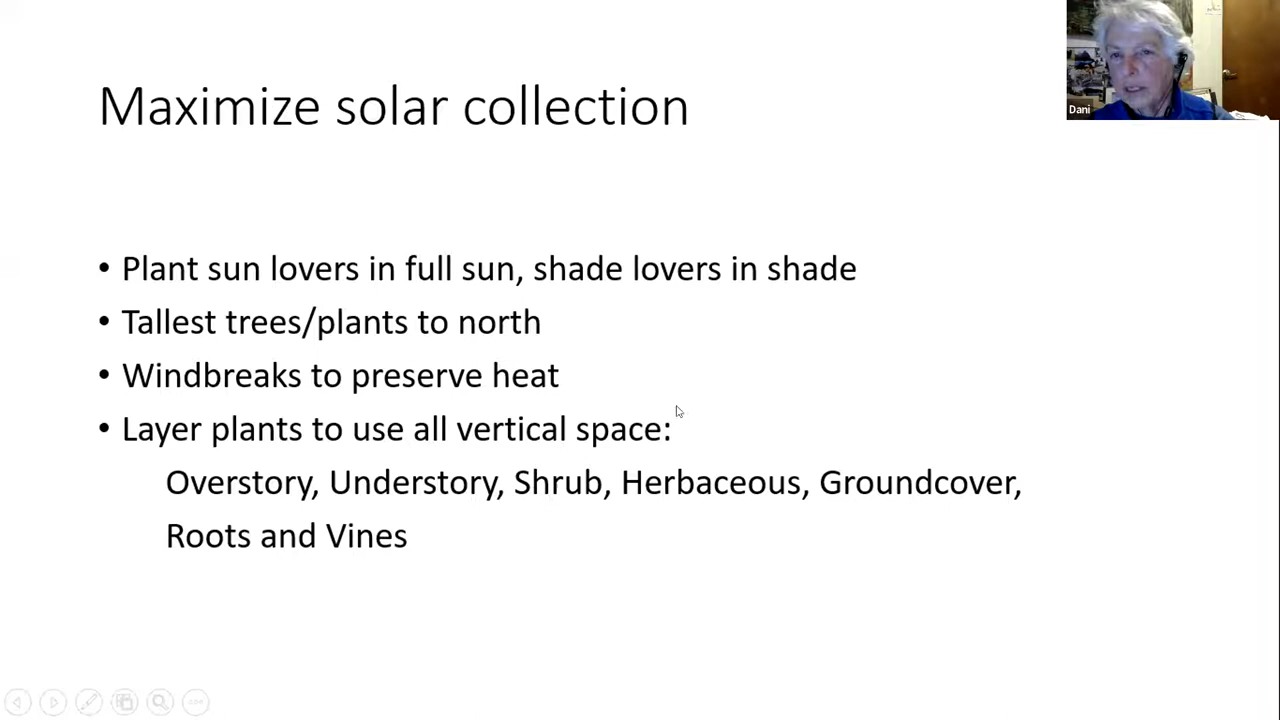 Maximize solar collection
Dani
• Plant sun lovers in full sun, shade lovers in shade
• Tallest trees/plants to north
• Windbreaks to preserve heat
• Layer plants to use all vertical space:
Overstory, Understory, Shrub, Herbaceous, Groundcover,
Roots and Vines